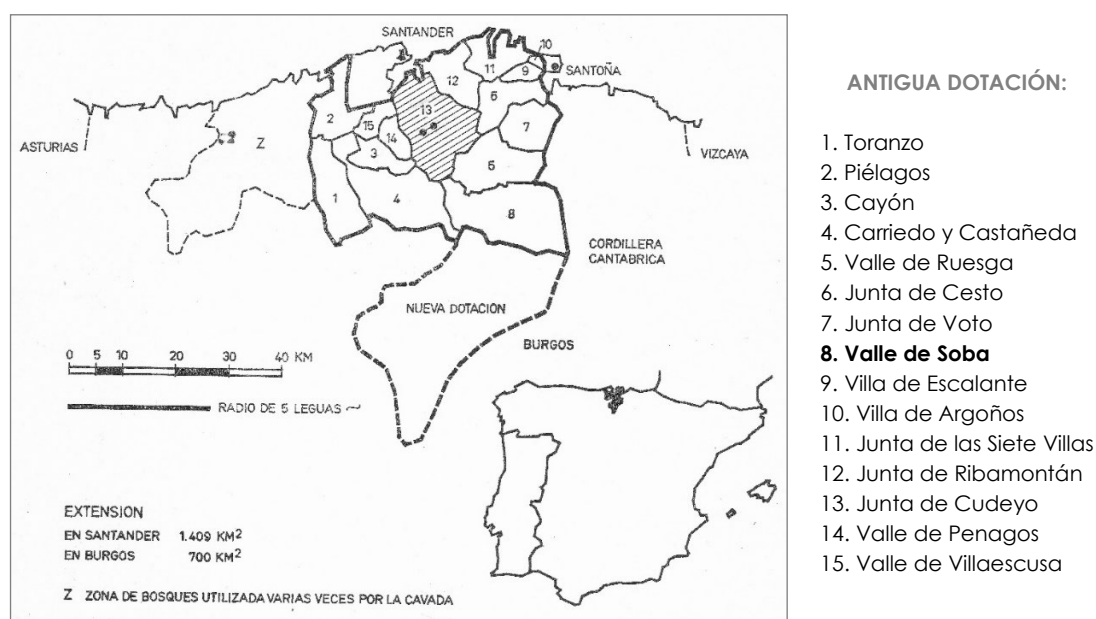 SANTANDER
10
11
9
SANTOÑA
12
6
13
2
15
7
14
ASTURIAS
Z
VIZCAYA
3
5
1
4
8
CORDILLERA
CANTABRICA
NUEVA DOTACIÓN
BURGOS
0 5 10 20 30 40 KM
RADIO DE 5 LEGUAS ~
EXTENSION
EN SANTANDER 1.409 KM²
EN BURGOS 700 KM²
Z ZONA DE BOSQUES UTILIZADA VARIAS VECES POR LA CAVADA
ANTIGUA DOTACIÓN:
1. Toranzo
2. Piélagos
3. Cayón
4. Carriedo y Castañeda
5. Valle de Ruesga
6. Junta de Cesto
7. Junta de Voto
8. Valle de Soba
9. Villa de Escalante
10. Villa de Argoños
11. Junta de las Siete Villas
12. Junta de Ribamontán
13. Junta de Cudeyo
14. Valle de Penagos
15. Valle de Villaescusa